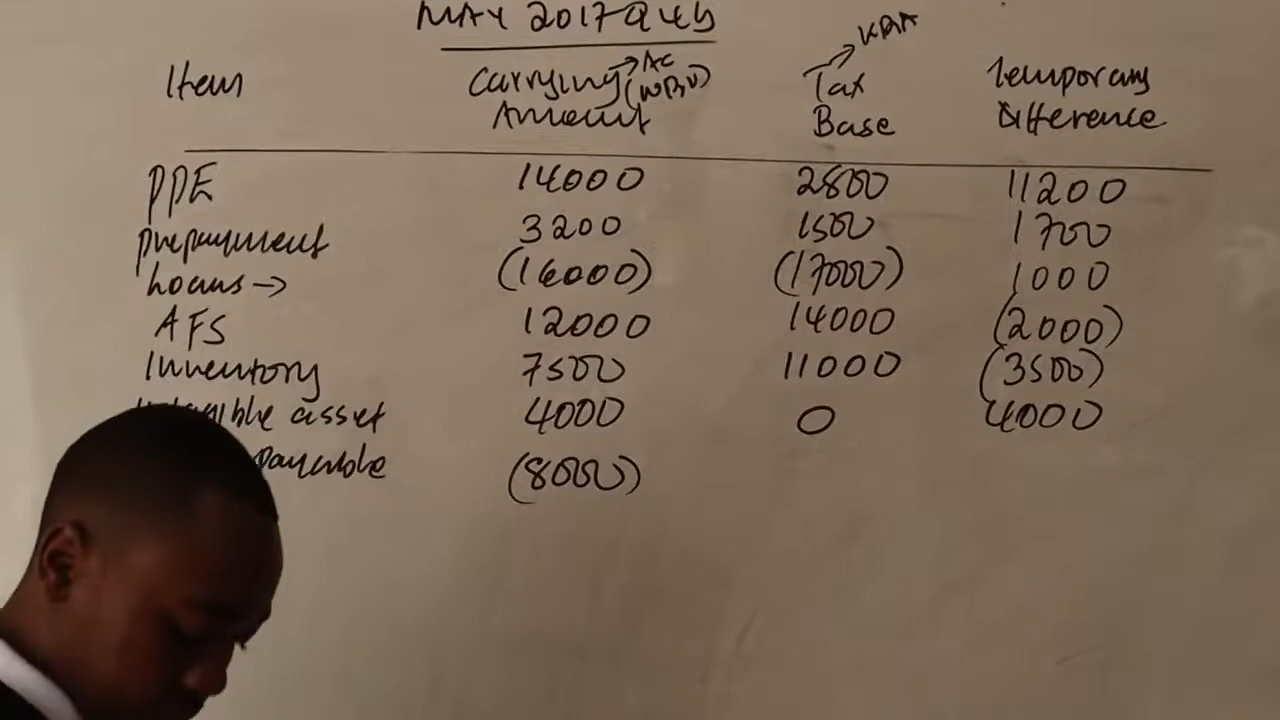 MAY 2017 Q4b
Item Carrying → AC (NBV) Tax → KRA Temporary
Amount Base Difference
PPE 14000 2800 11200
prepayment 3200 1500 1700
Loans → (16000) (17000) 1000
AFS 12000 14000 (2000)
Inventory 7500 11000 (3500)
asset 4000 0 4000
payable (8000)